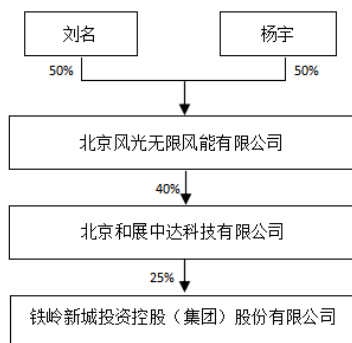 刘名
杨宇
50%
50%
北京风光无限风能有限公司
40%
北京和展中达科技有限公司
25%
铁岭新城投资控股（集团）股份有限公司